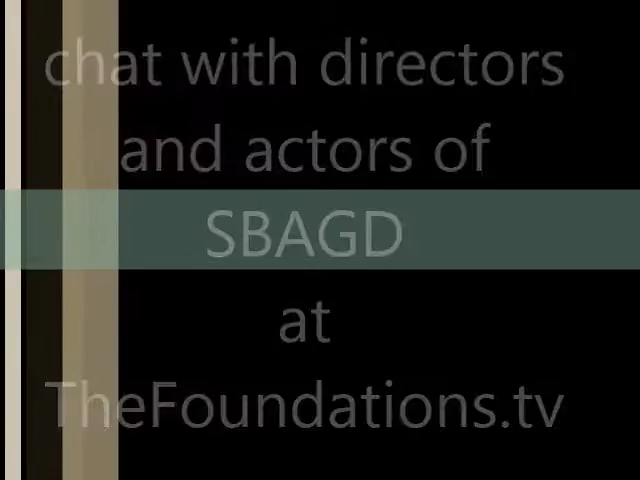 chat with directors
and actors of
SBAGD
at
TheFoundations.tv